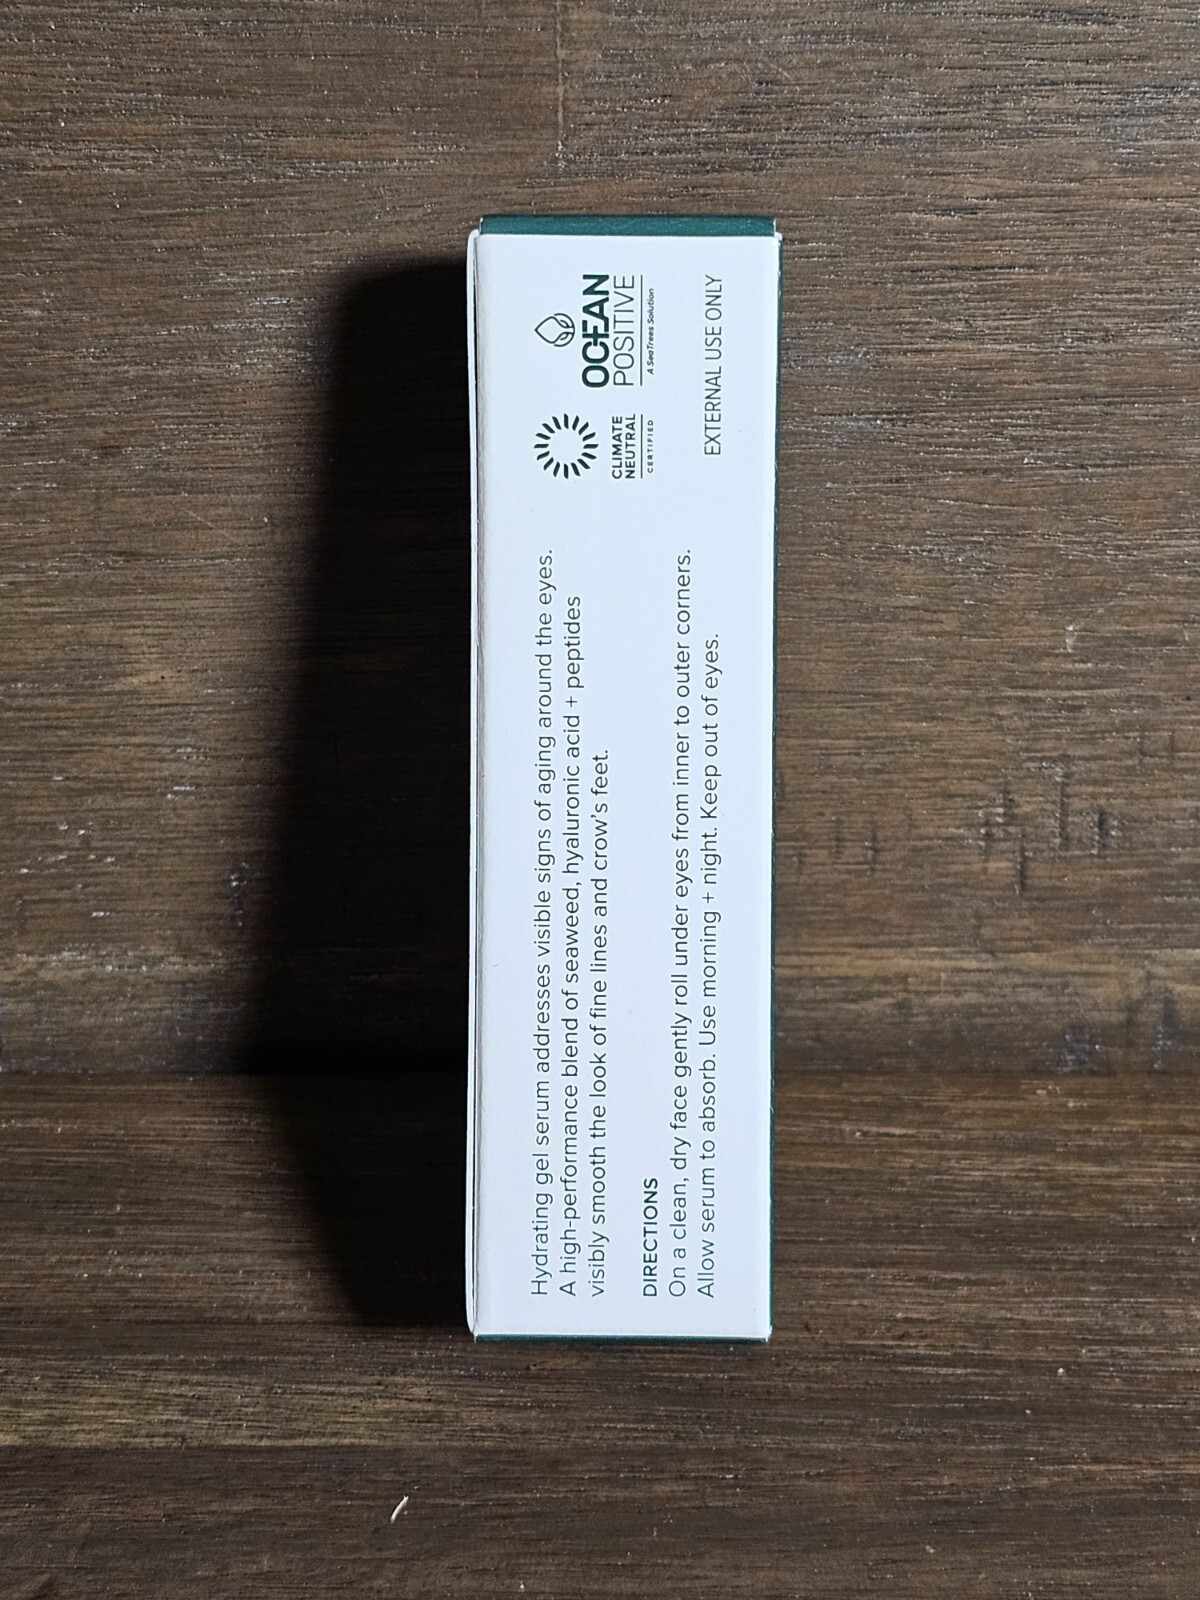 Hydrating gel serum addresses visible signs of aging around the eyes.
A high-performance blend of seaweed, hyaluronic acid + peptides
visibly smooth the look of fine lines and crow's feet.
DIRECTIONS
On a clean, dry face gently roll under eyes from inner to outer corners.
Allow serum to absorb. Use morning + night. Keep out of eyes.
CLIMATE
NEUTRAL
CERTIFIED
OCEAN
POSITIVE
A SeaTrees Solution
EXTERNAL USE ONLY